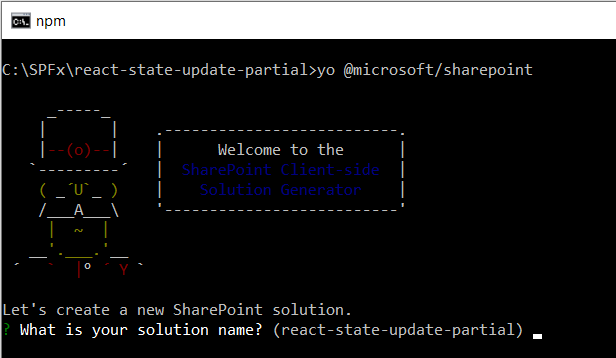 npm
C:\SPFx\react-state-update-partial>yo @microsoft/sharepoint
Welcome to the
SharePoint Client-side
Solution Generator
Let's create a new SharePoint solution.
? What is your solution name? (react-state-update-partial)